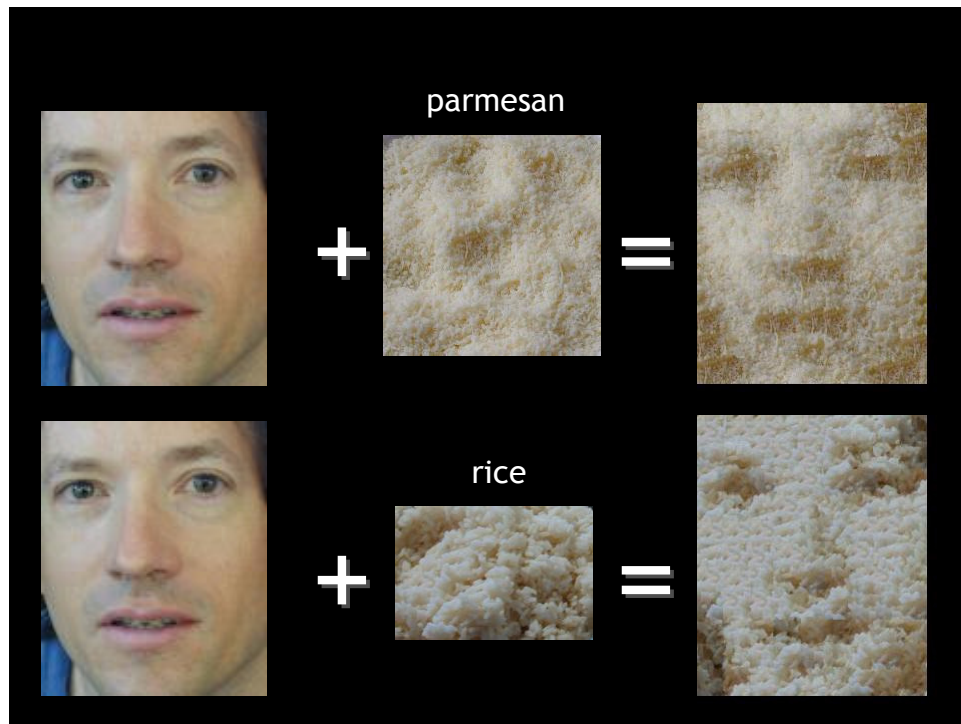 parmesan
+ =
rice
+ =